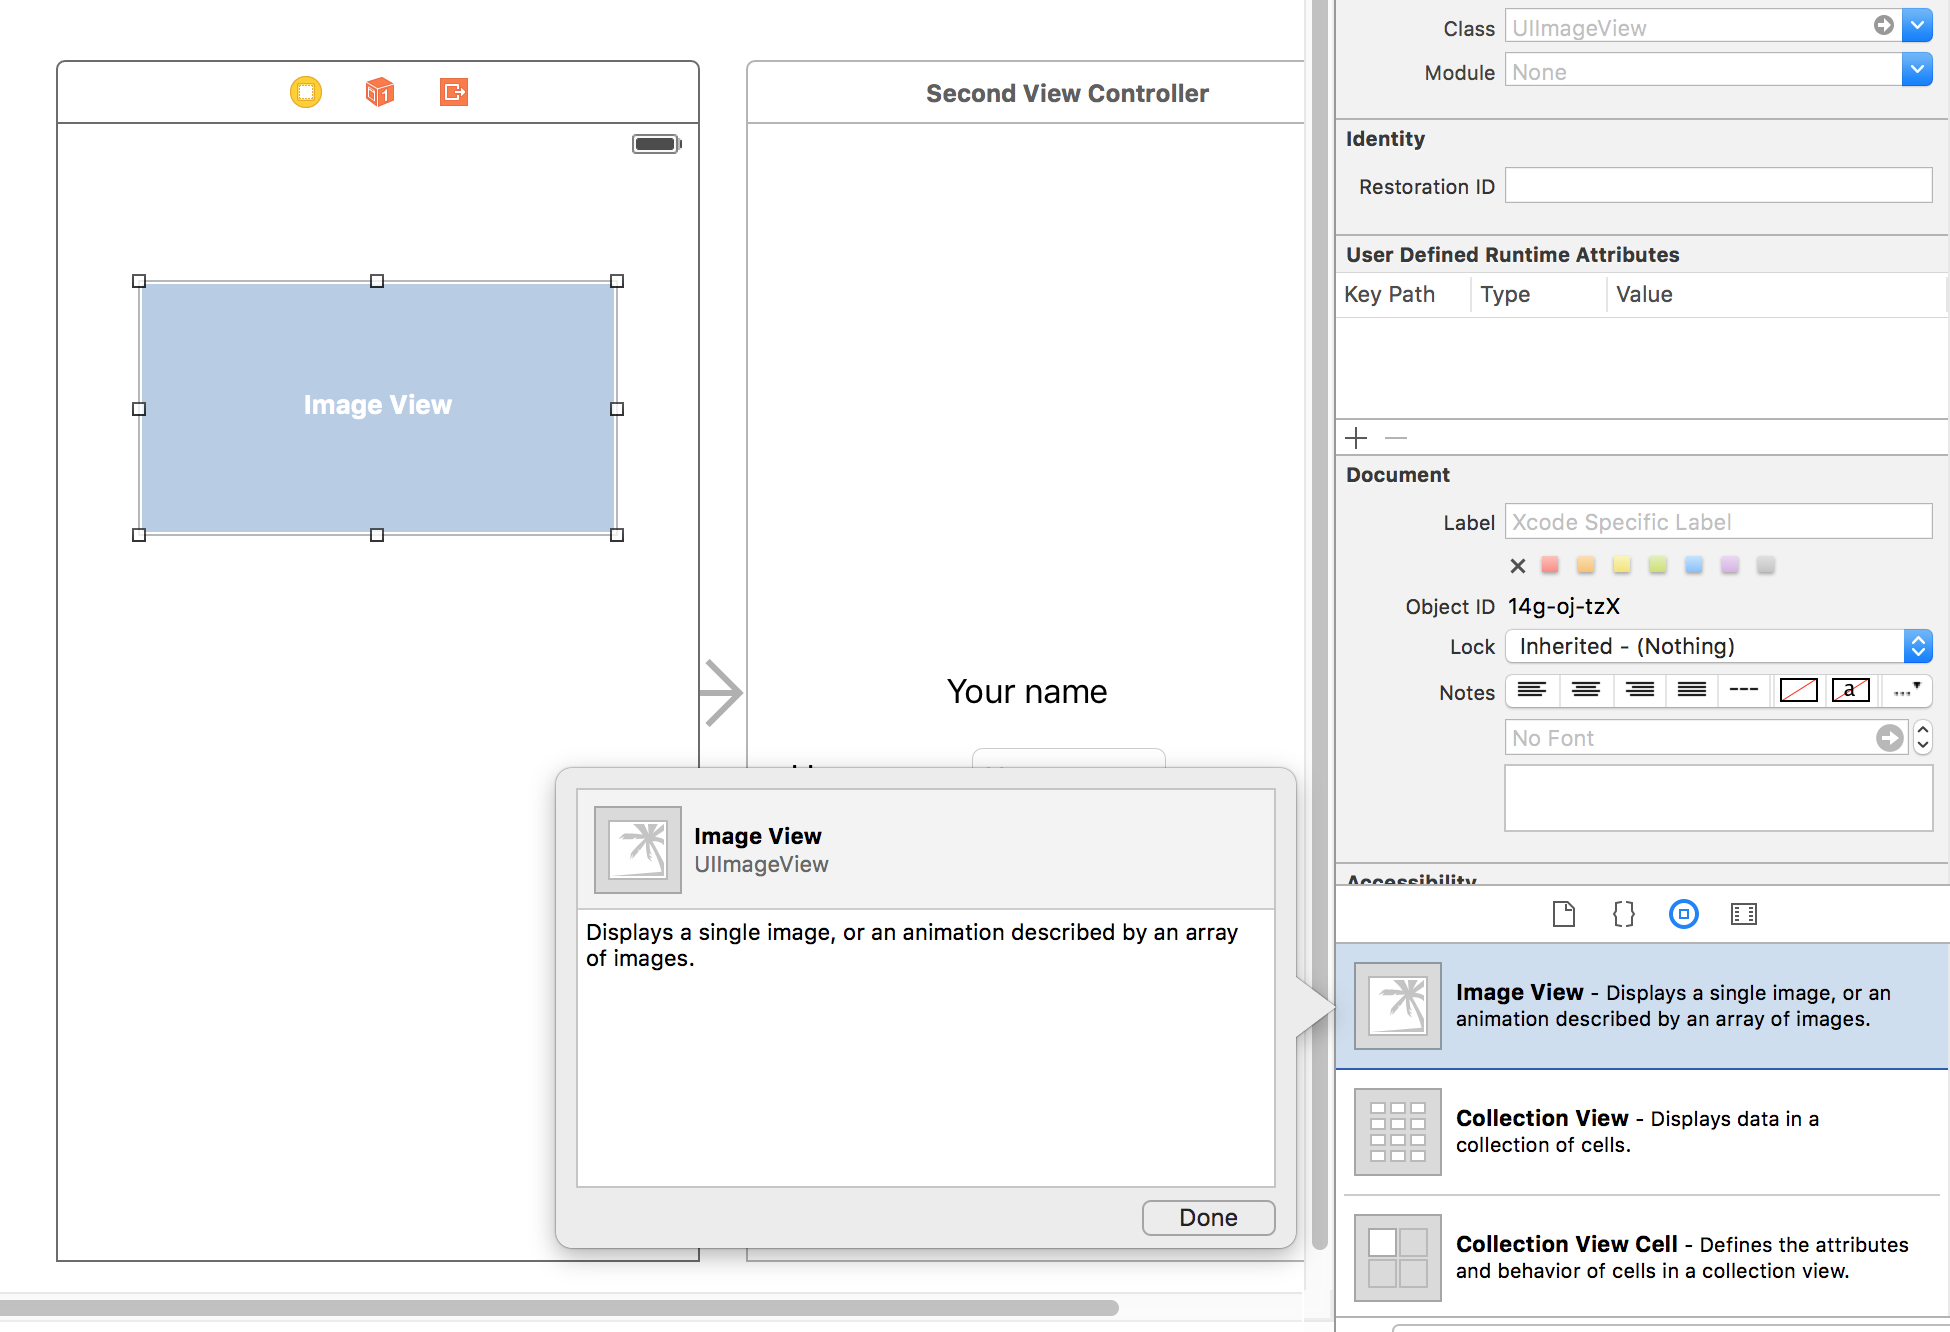 Second View Controller
Image View
Your name
Image View
UIImageView
Displays a single image, or an animation described by an array
of images.
Done
Class UIImageView
Module None
Identity
Restoration ID
User Defined Runtime Attributes
Key Path Type Value
Document
Label Xcode Specific Label
Object ID 14g-oj-tzX
Lock Inherited - (Nothing)
Notes --- a ...
No Font
Accessibility
{}
Image View - Displays a single image, or an
animation described by an array of images.
Collection View - Displays data in a
collection of cells.
Collection View Cell - Defines the attributes
and behavior of cells in a collection view.